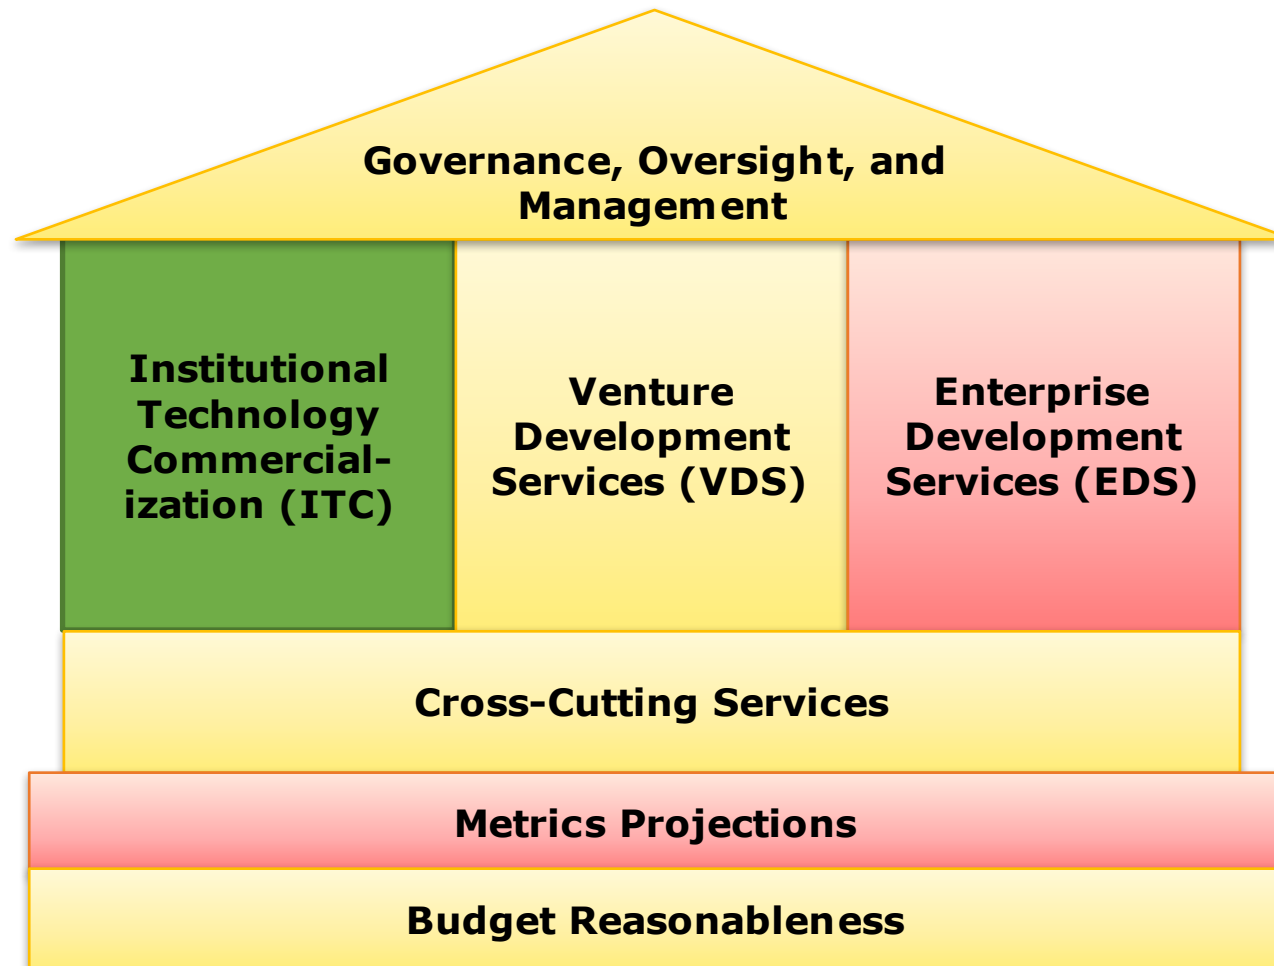 Governance, Oversight, and
Management
Institutional
Technology
Commercial-
ization (ITC)
Venture
Development
Services (VDS)
Enterprise
Development
Services (EDS)
Cross-Cutting Services
Metrics Projections
Budget Reasonableness